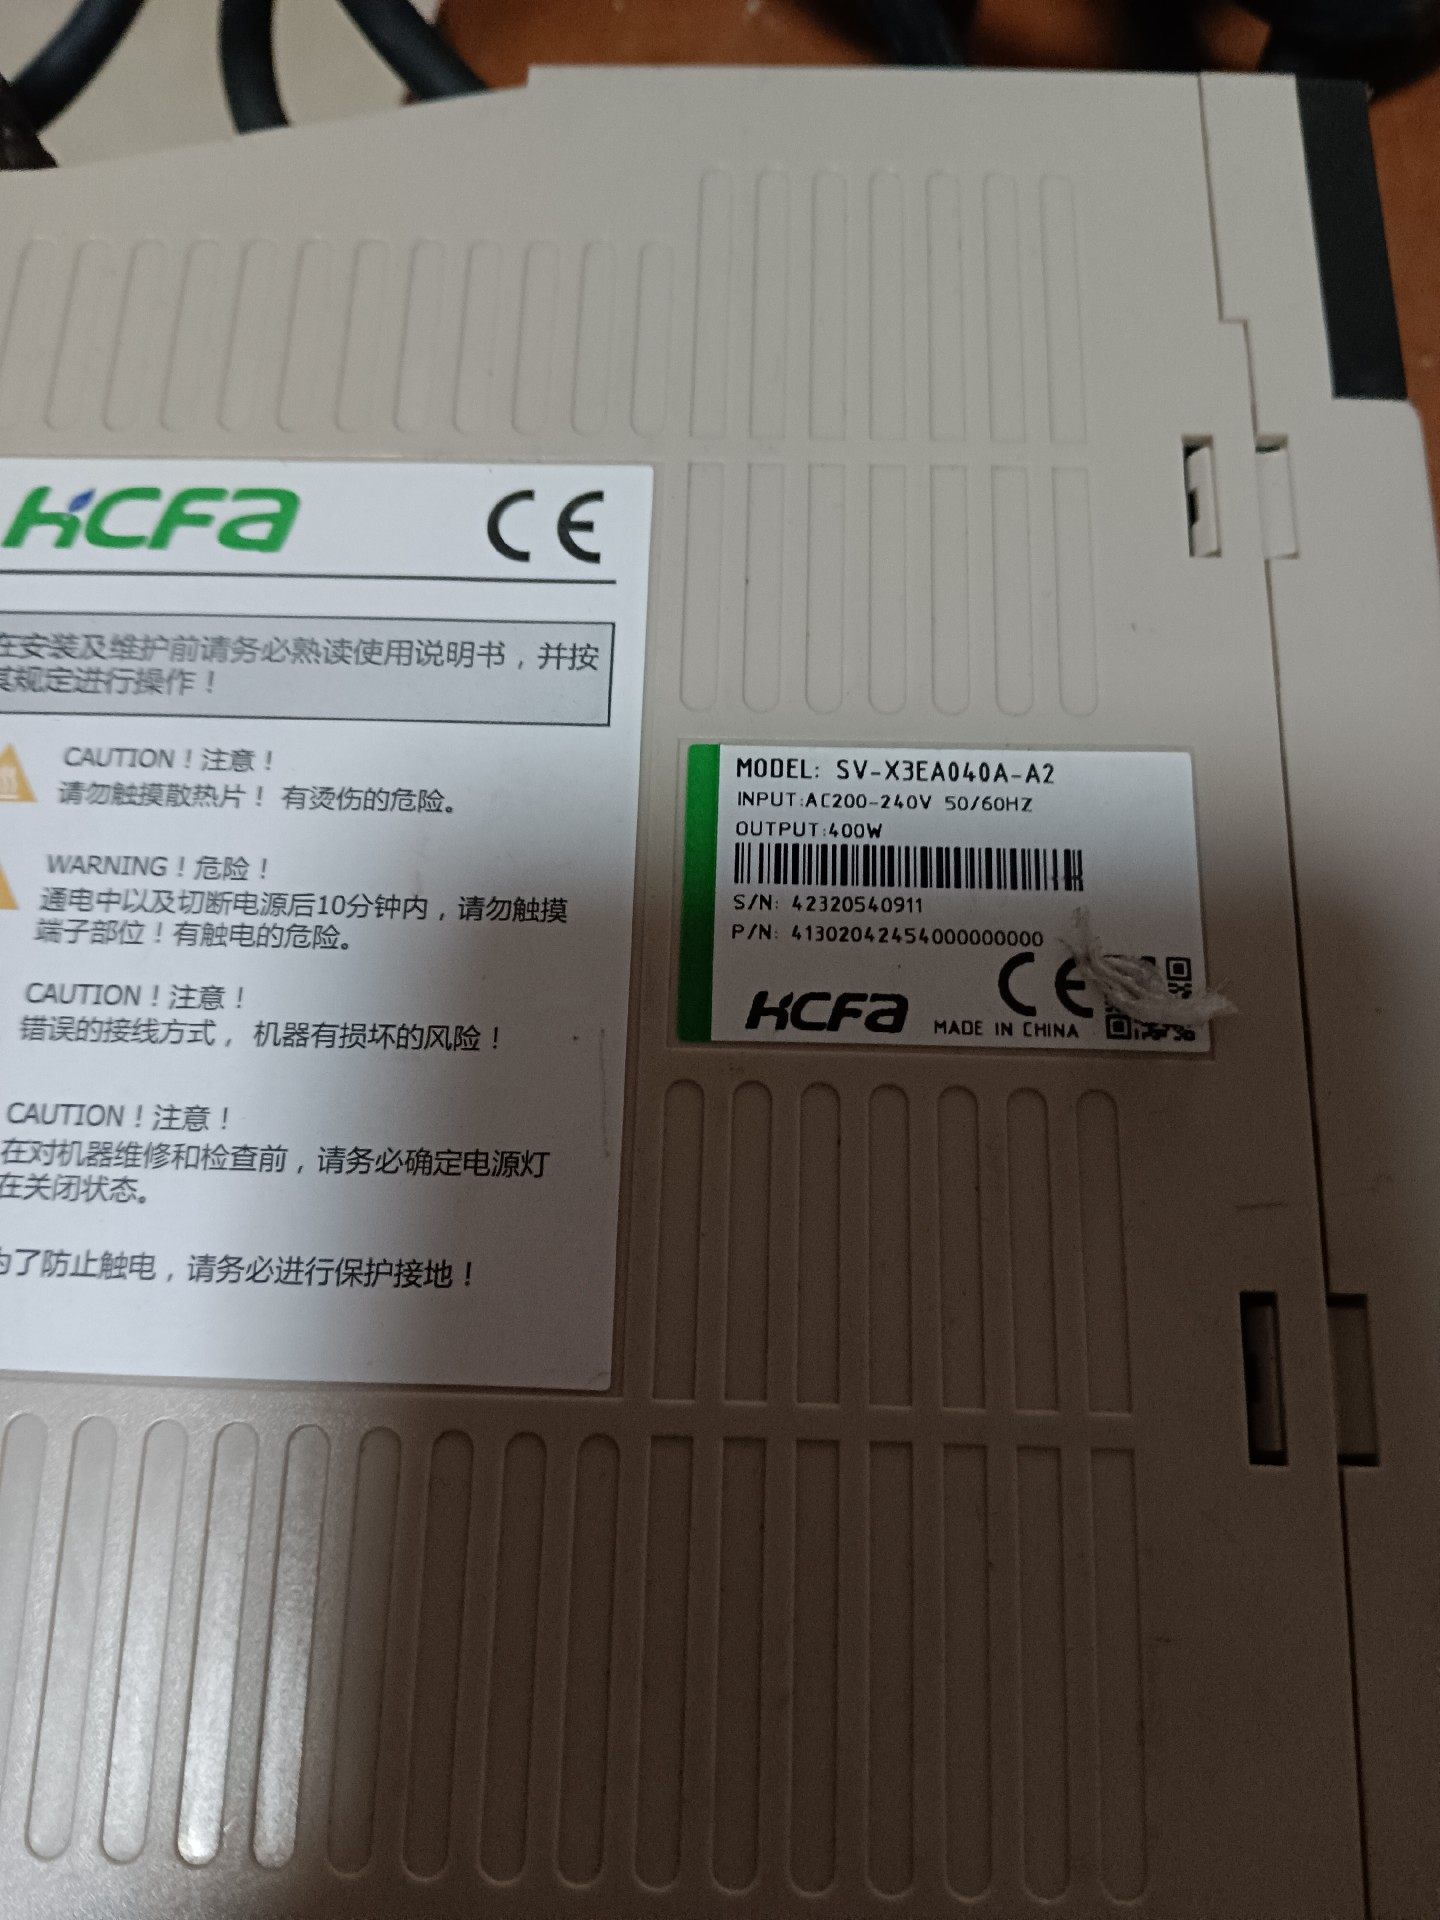 HCFA CE
在安装及维护前请务必熟读使用说明书，并按
其规定进行操作！
CAUTION！注意！
请勿触摸散热片！有烫伤的危险。
WARNING！危险！
通电中以及切断电源后10分钟内，请勿触摸
端子部位！有触电的危险。
CAUTION！注意！
错误的接线方式，机器有损坏的风险！
CAUTION！注意！
在对机器维修和检查前，请务必确定电源灯
在关闭状态。
为了防止触电，请务必进行保护接地！
MODEL: SV-X3EA040A-A2
INPUT:AC200-240V 50/60HZ
OUTPUT:400W
S/N: 42320540911
P/N: 41302042454000000000
HCFA CE
MADE IN CHINA